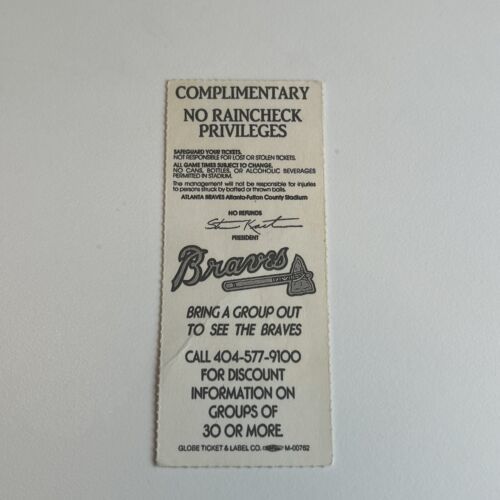 COMPLIMENTARY
NO RAINCHECK
PRIVILEGES
SAFEGUARD YOUR TICKETS.
NOT RESPONSIBLE FOR LOST OR STOLEN TICKETS.
ALL GAME TIMES SUBJECT TO CHANGE.
NO CANS, BOTTLES, OR ALCOHOLIC BEVERAGES
PERMITTED IN STADIUM.
The management will not be responsible for injuries
to persons struck by batted or thrown balls.
ATLANTA BRAVES Atlanta-Fulton County Stadium
NO REFUNDS
PRESIDENT
Braves
BRING A GROUP OUT
TO SEE THE BRAVES
CALL 404-577-9100
FOR DISCOUNT
INFORMATION ON
GROUPS OF
30 OR MORE.
GLOBE TICKET & LABEL CO. M-00762